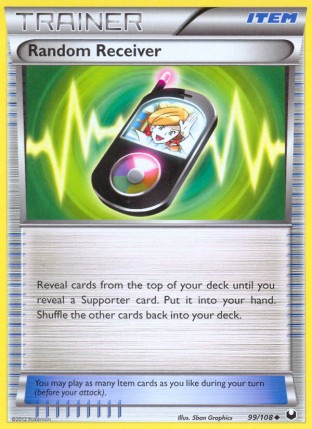 TRAINER
ITEM
Random Receiver
Reveal cards from the top of your deck until you
reveal a Supporter card. Put it into your hand.
Shuffle the other cards back into your deck.
You may play as many Item cards as you like during your turn
(before your attack).
©2012 Pokémon
Illus. 5ban Graphics
99/108